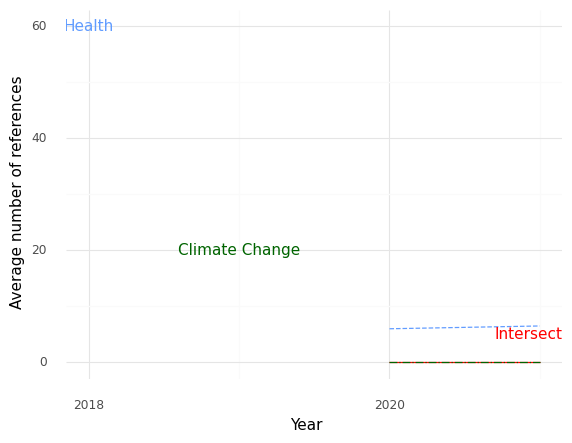 60
Health
40
Average number of references
20
Climate Change
Intersect
0
2018
2020
Year